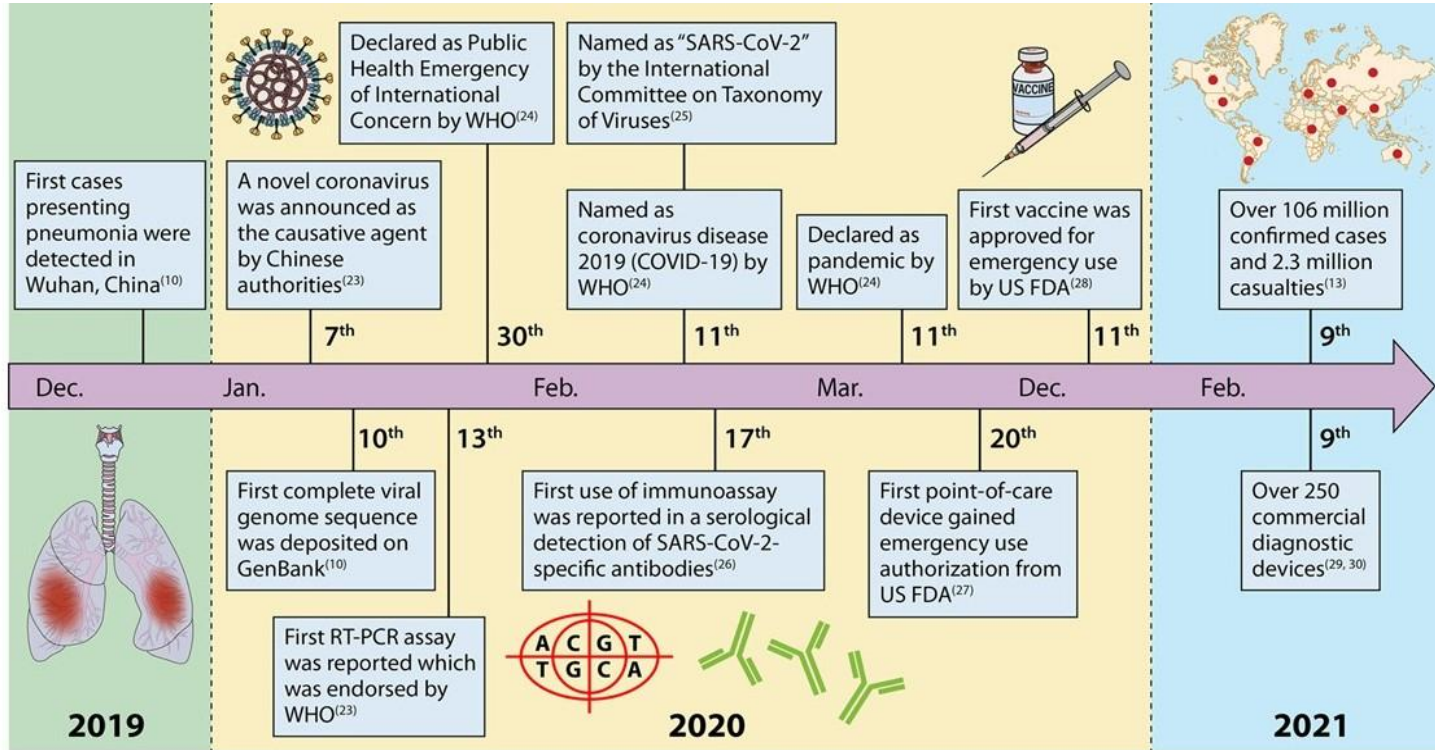 Declared as Public
Health Emergency
of International
Concern by WHO(24)
Named as “SARS-CoV-2”
by the International
Committee on Taxonomy
of Viruses(25)
VACCINE
First cases
presenting
pneumonia were
detected in
Wuhan, China(10)
A novel coronavirus
was announced as
the causative agent
by Chinese
authorities(23)
Named as
coronavirus disease
2019 (COVID-19) by
WHO(24)
Declared as
pandemic by
WHO(24)
First vaccine was
approved for
emergency use
by US FDA(28)
Over 106 million
confirmed cases
and 2.3 million
casualties(13)
7th
30th
11th
11th
11th
9th
Dec.
Jan.
Feb.
Mar.
Dec.
Feb.
10th
13th
17th
20th
9th
First complete viral
genome sequence
was deposited on
GenBank(10)
First use of immunoassay
was reported in a serological
detection of SARS-CoV-2-
specific antibodies(26)
First point-of-care
device gained
emergency use
authorization from
US FDA(27)
Over 250
commercial
diagnostic
devices(29, 30)
First RT-PCR assay
was reported which
was endorsed by
WHO(23)
A C G T
T G C A
2019
2020
2021